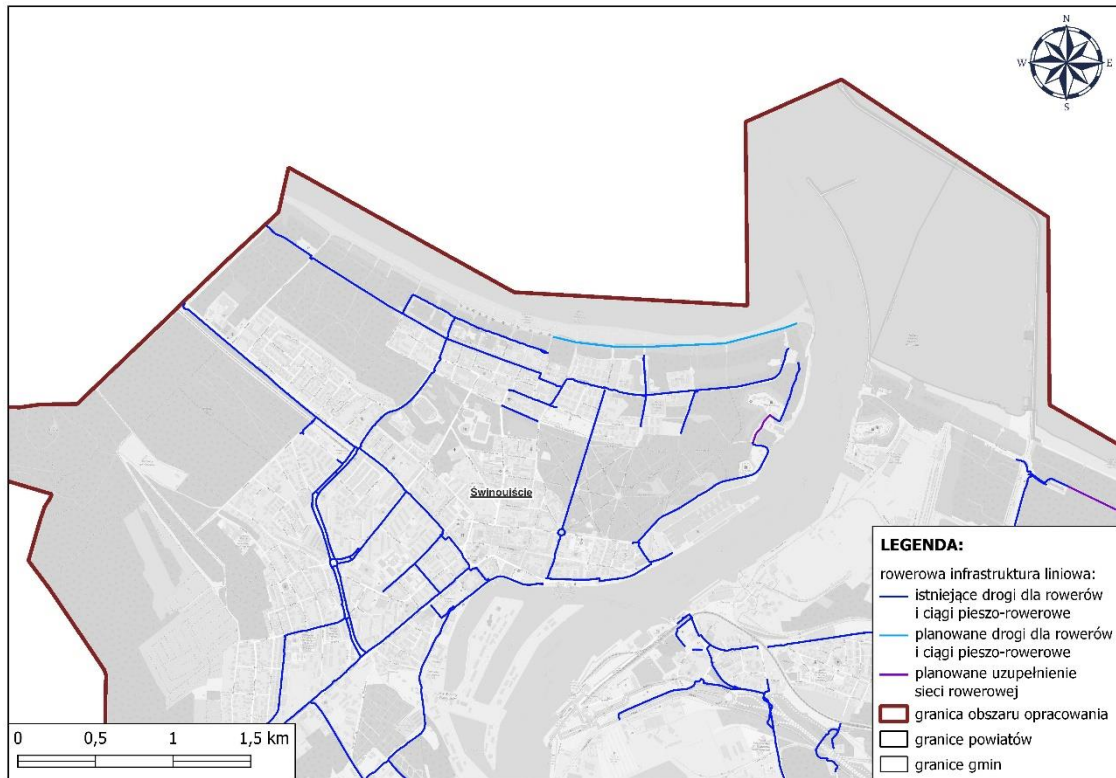 N
W
E
S
Świnoujście
LEGENDA:
rowerowa infrastruktura liniowa:
istniejące drogi dla rowerów
i ciągi pieszo-rowerowe
planowane drogi dla rowerów
i ciągi pieszo-rowerowe
planowane uzupełnienie
sieci rowerowej
granica obszaru opracowania
granice powiatów
granice gmin
0 0,5 1 1,5 km